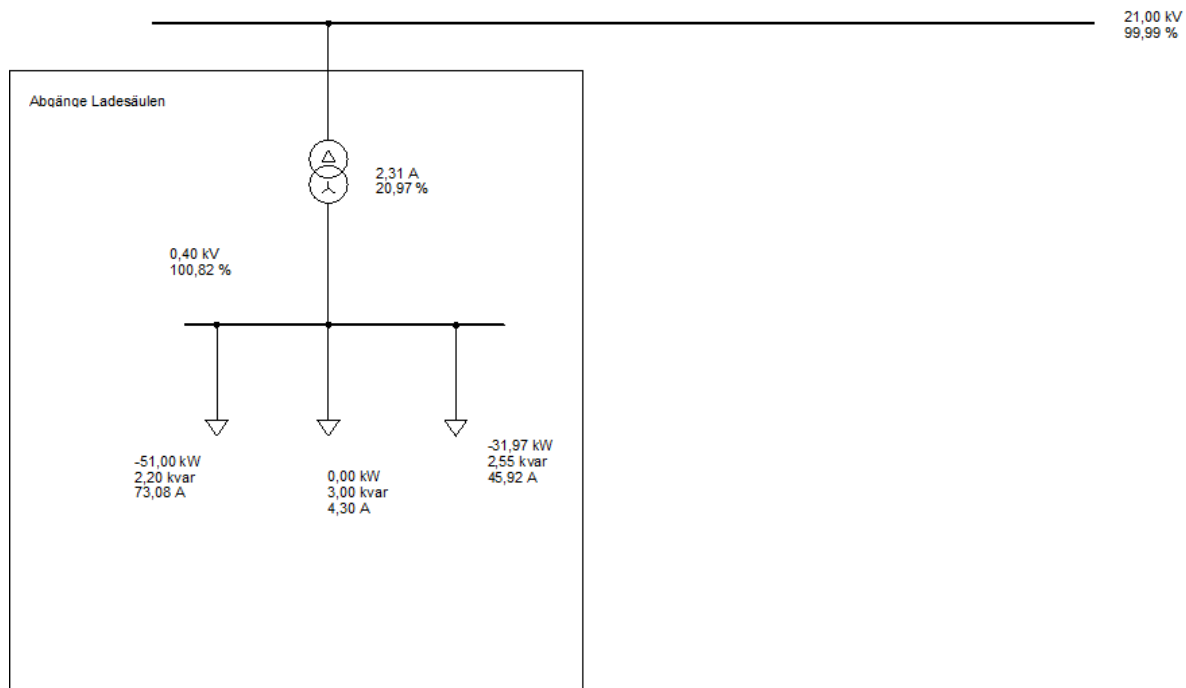 21,00 kV
99,99 %
Abgänge Ladesäulen
2,31 A
20,97 %
0,40 kV
100,82 %
-51,00 kW
2,20 kvar
73,08 A
0,00 kW
3,00 kvar
4,30 A
-31,97 kW
2,55 kvar
45,92 A